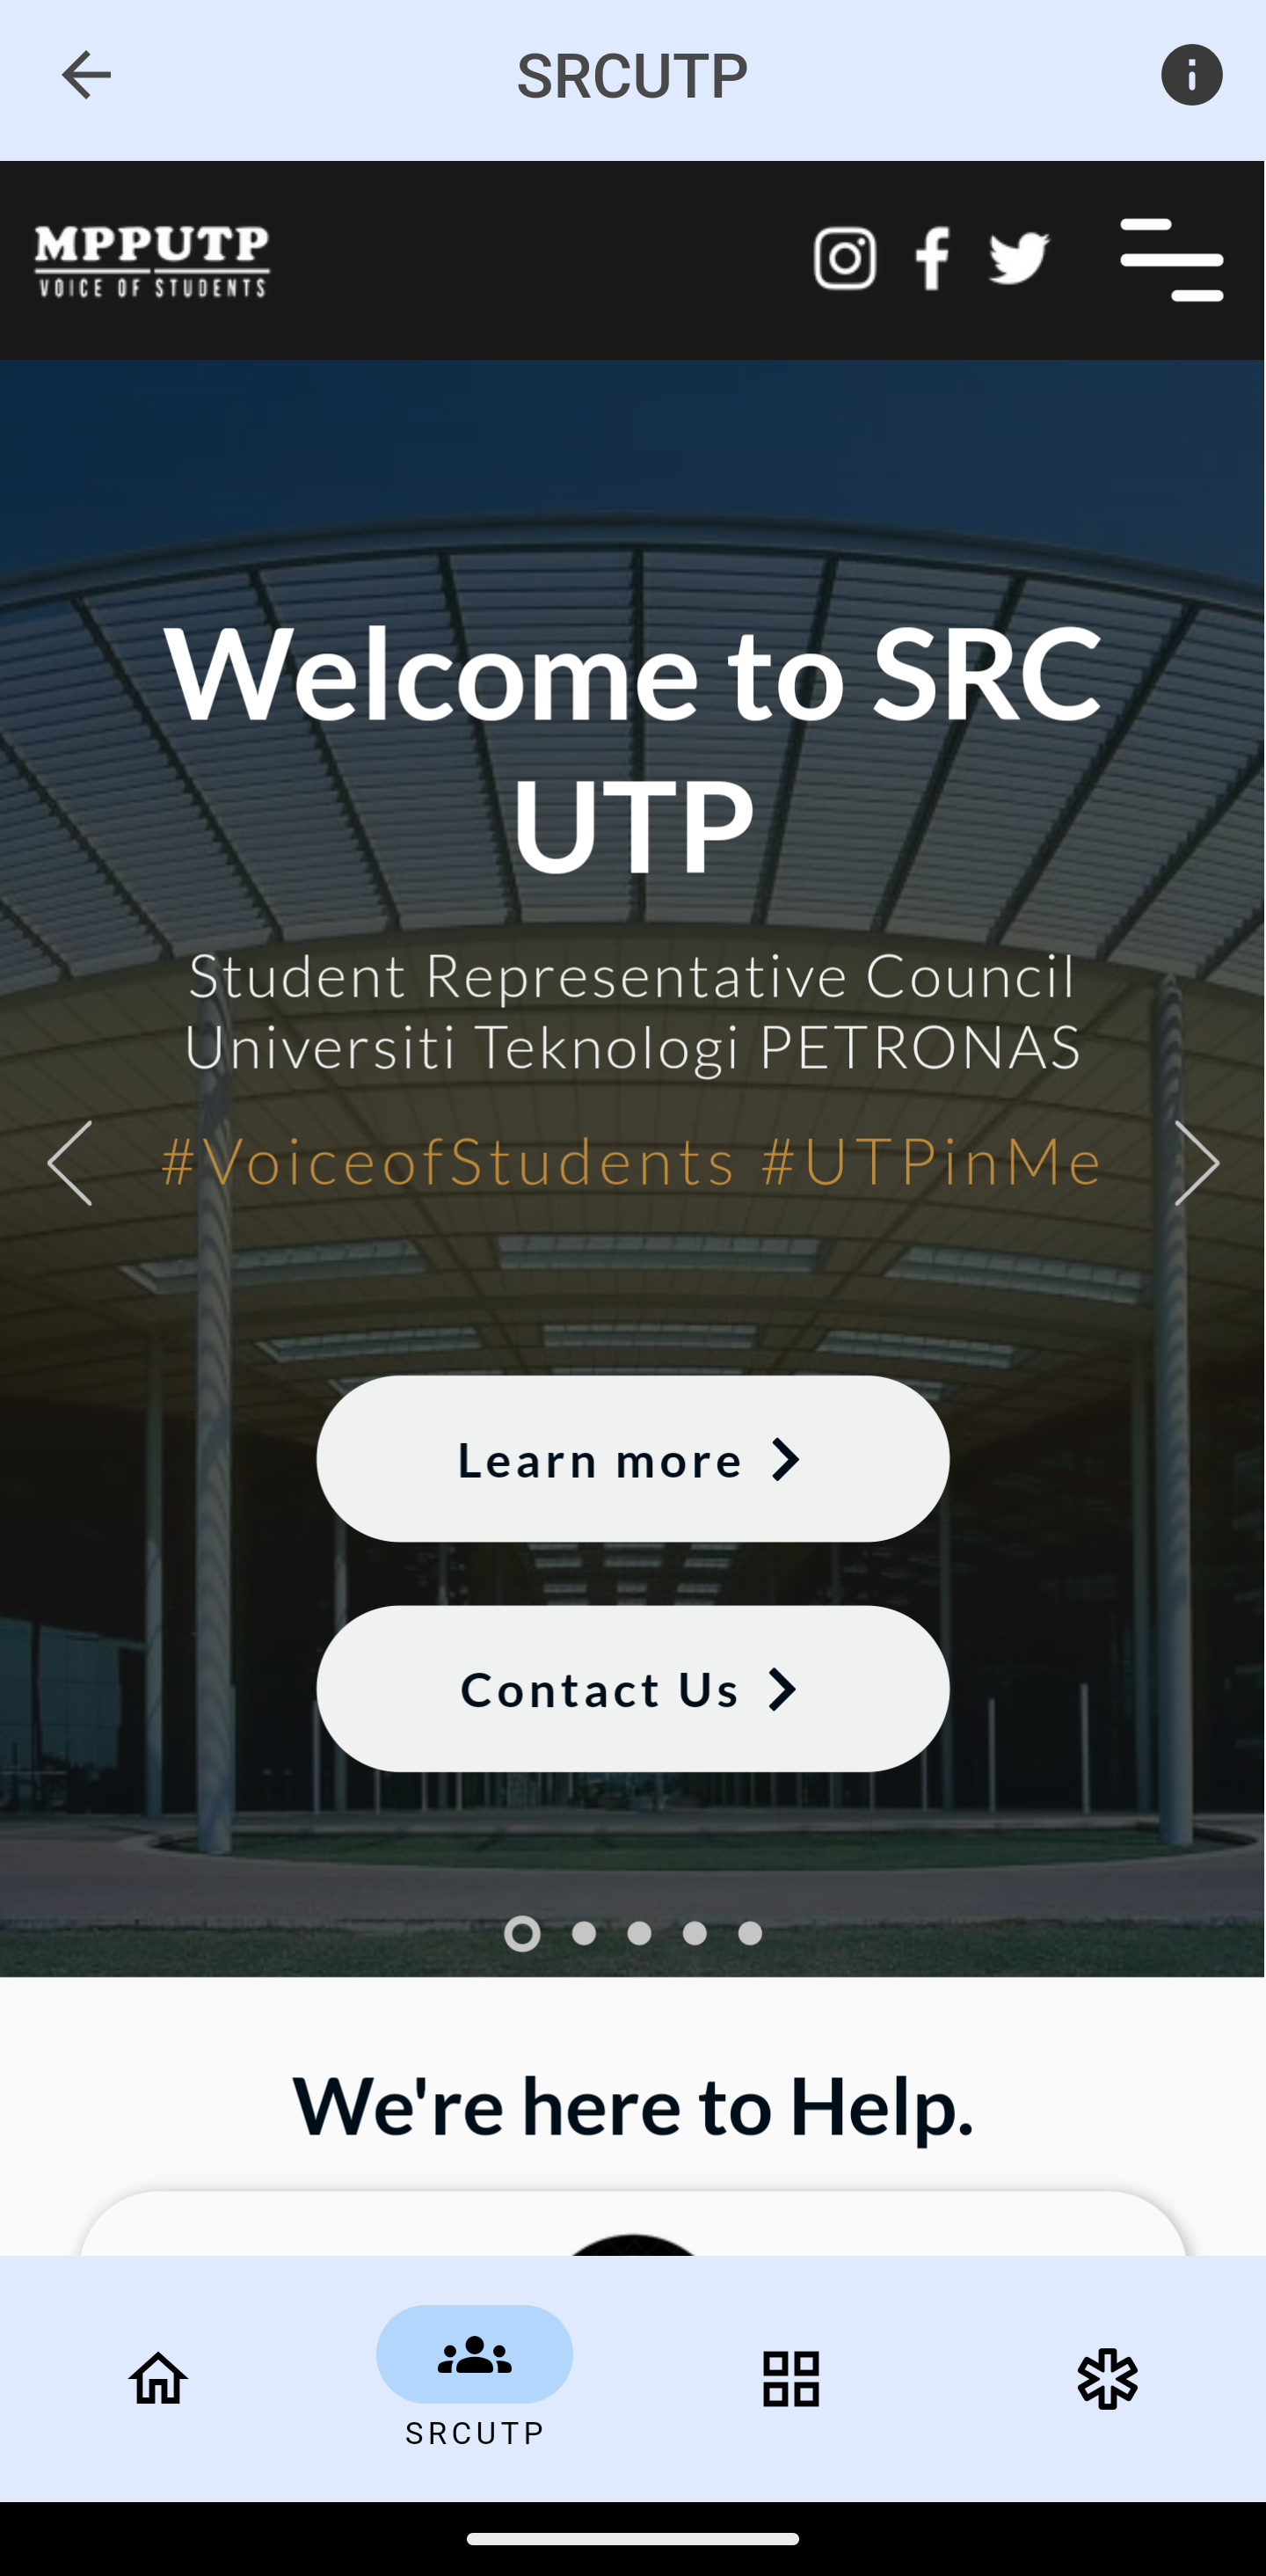 SRCUTP
MPPUTP
VOICE OF STUDENTS
Welcome to SRC
UTP
Student Representative Council
Universiti Teknologi PETRONAS
#VoiceofStudents #UTPinMe
Learn more
Contact Us
We're here to Help.
SRCUTP